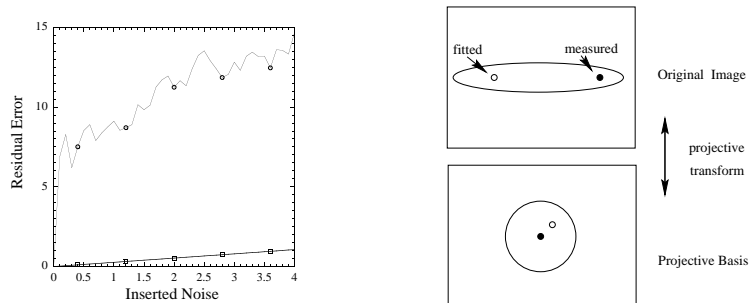 15
10
5
0
Residual Error
0 0.5 1 1.5 2 2.5 3 3.5 4
Inserted Noise
fitted
measured
Original Image
projective
transform
Projective Basis